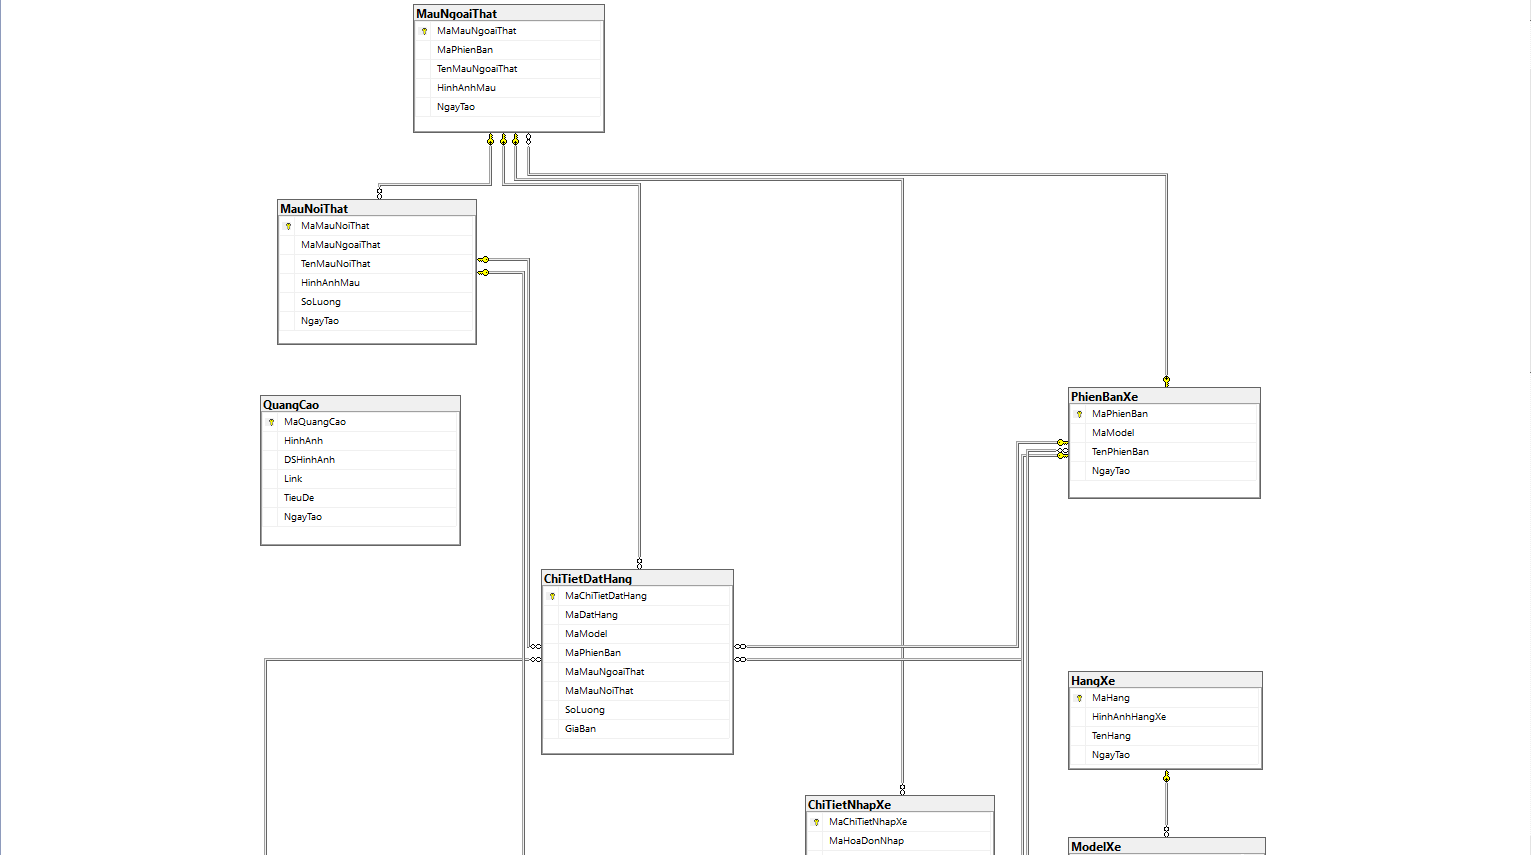 MauNgoaiThat
MaMauNgoaiThat
MaPhienBan
TenMauNgoaiThat
HinhAnhMau
NgayTao
MauNoiThat
MaMauNoiThat
MaMauNgoaiThat
TenMauNoiThat
HinhAnhMau
SoLuong
NgayTao
QuangCao
MaQuangCao
HinhAnh
DSHinhAnh
Link
TieuDe
NgayTao
PhienBanXe
MaPhienBan
MaModel
TenPhienBan
NgayTao
ChiTietDatHang
MaChiTietDatHang
MaDatHang
MaModel
MaPhienBan
MaMauNgoaiThat
MaMauNoiThat
SoLuong
GiaBan
HangXe
MaHang
HinhAnhHangXe
TenHang
NgayTao
ChiTietNhapXe
MaChiTietNhapXe
MaHoaDonNhap
ModelXe